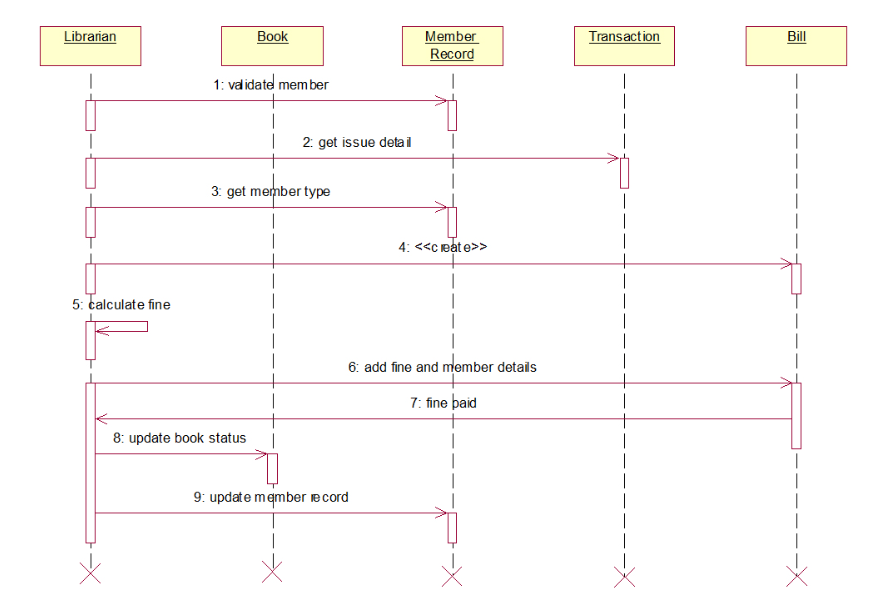 Librarian
Book
Member
Record
Transaction
Bill
1: validate member
2: get issue detail
3: get member type
4: <<create>>
5: calculate fine
6: add fine and member details
7: fine paid
8: update book status
9: update member record